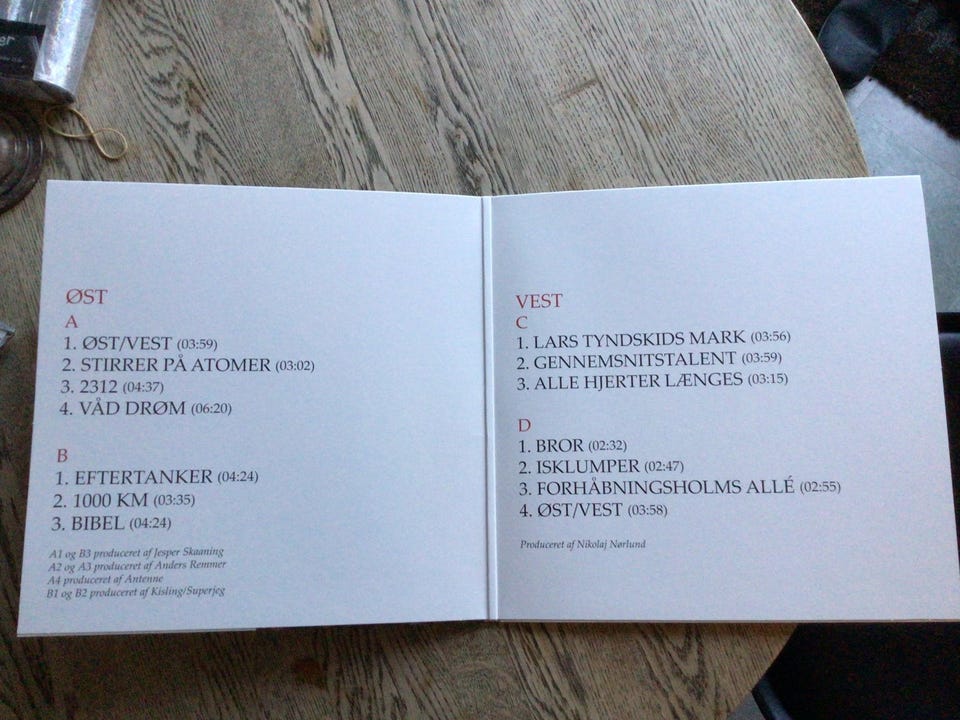 ØST
A
1. ØST/VEST (03:59)
2. STIRRER PÅ ATOMER (03:02)
3. 2312 (04:37)
4. VÅD DRØM (06:20)
B
1. EFTERTANKER (04:24)
2. 1000 KM (03:35)
3. BIBEL (04:24)
A1 og B3 produceret af Jesper Skaaning
A2 og A3 produceret af Anders Remmer
A4 produceret af Antenne
B1 og B2 produceret af Kisling/Superjeg
VEST
C
1. LARS TYNDSKIDS MARK (03:56)
2. GENNEMSNITSTALENT (03:59)
3. ALLE HJERTER LÆNGES (03:15)
D
1. BROR (02:32)
2. ISKLUMPER (02:47)
3. FORHÅBNINGSHOLMS ALLÉ (02:55)
4. ØST/VEST (03:58)
Produceret af Nikolaj Nørlund